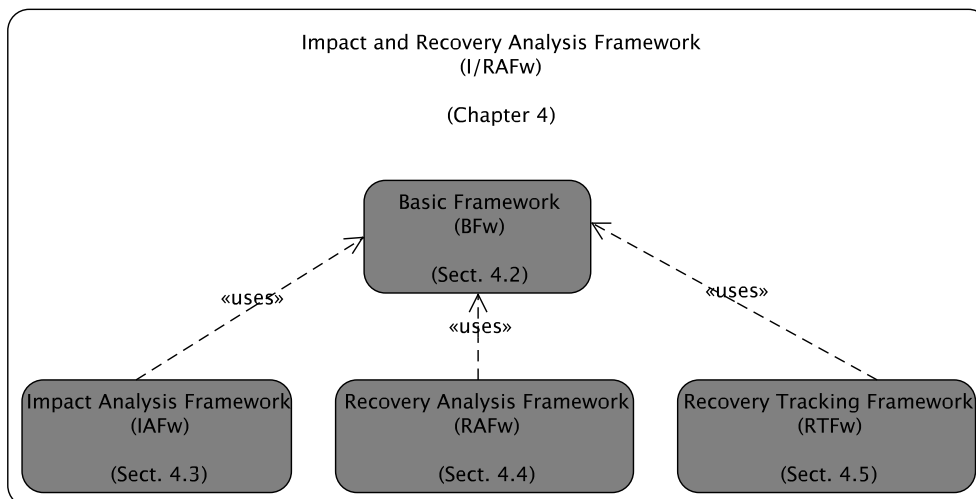 Impact and Recovery Analysis Framework
(I/RAFw)
(Chapter 4)
Basic Framework
(BFw)
(Sect. 4.2)
«uses»
«uses»
«uses»
Impact Analysis Framework
(IAFw)
(Sect. 4.3)
Recovery Analysis Framework
(RAFw)
(Sect. 4.4)
Recovery Tracking Framework
(RTFw)
(Sect. 4.5)